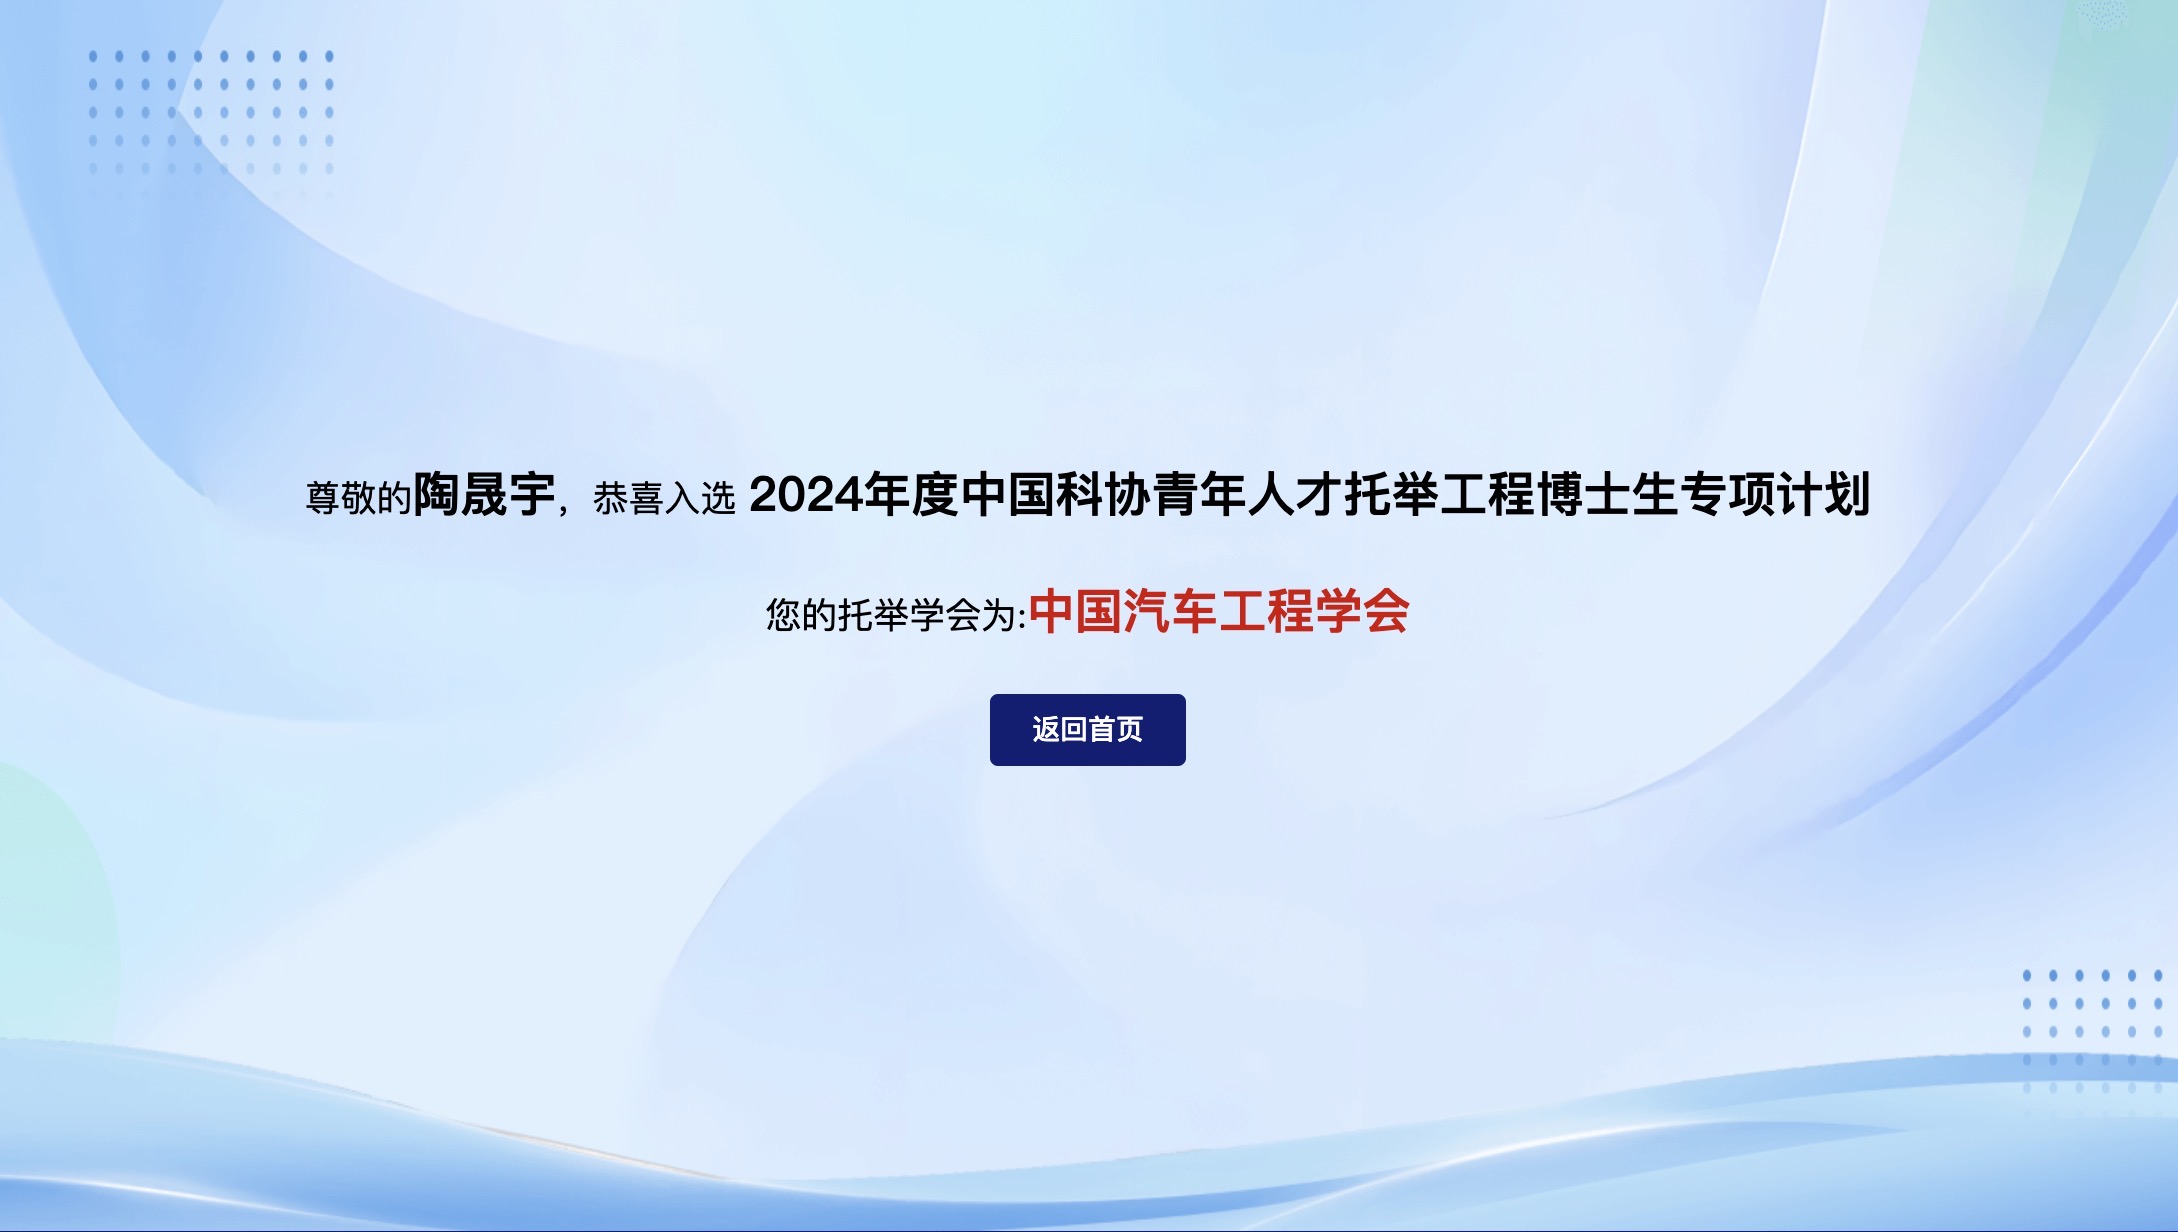 尊敬的陶晟宇，恭喜入选 2024年度中国科协青年人才托举工程博士生专项计划
您的托举学会为:中国汽车工程学会
返回首页